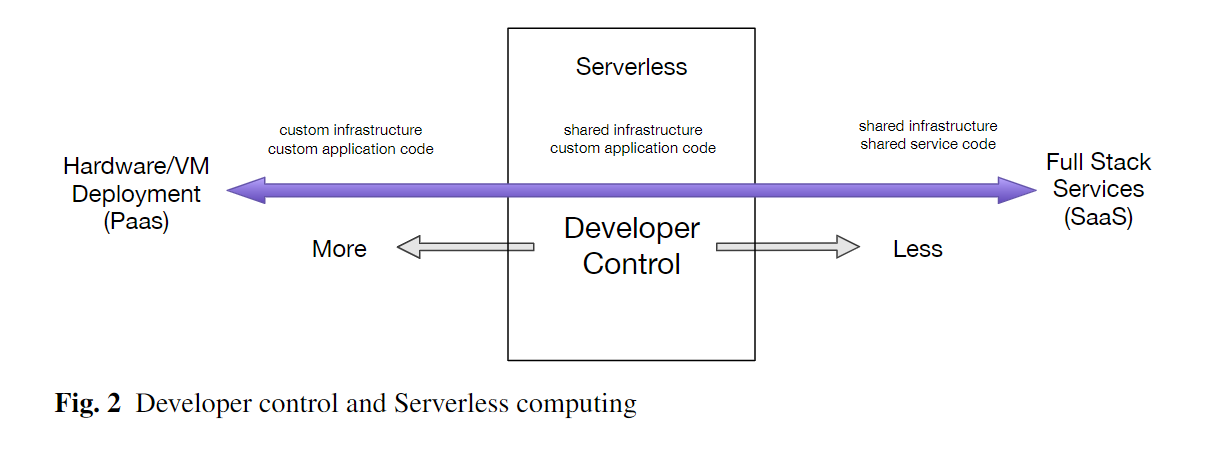 Serverless
custom infrastructure
custom application code
shared infrastructure
custom application code
shared infrastructure
shared service code
Hardware/VM
Deployment
(Paas)
Full Stack
Services
(SaaS)
More
Developer
Control
Less
Fig. 2 Developer control and Serverless computing